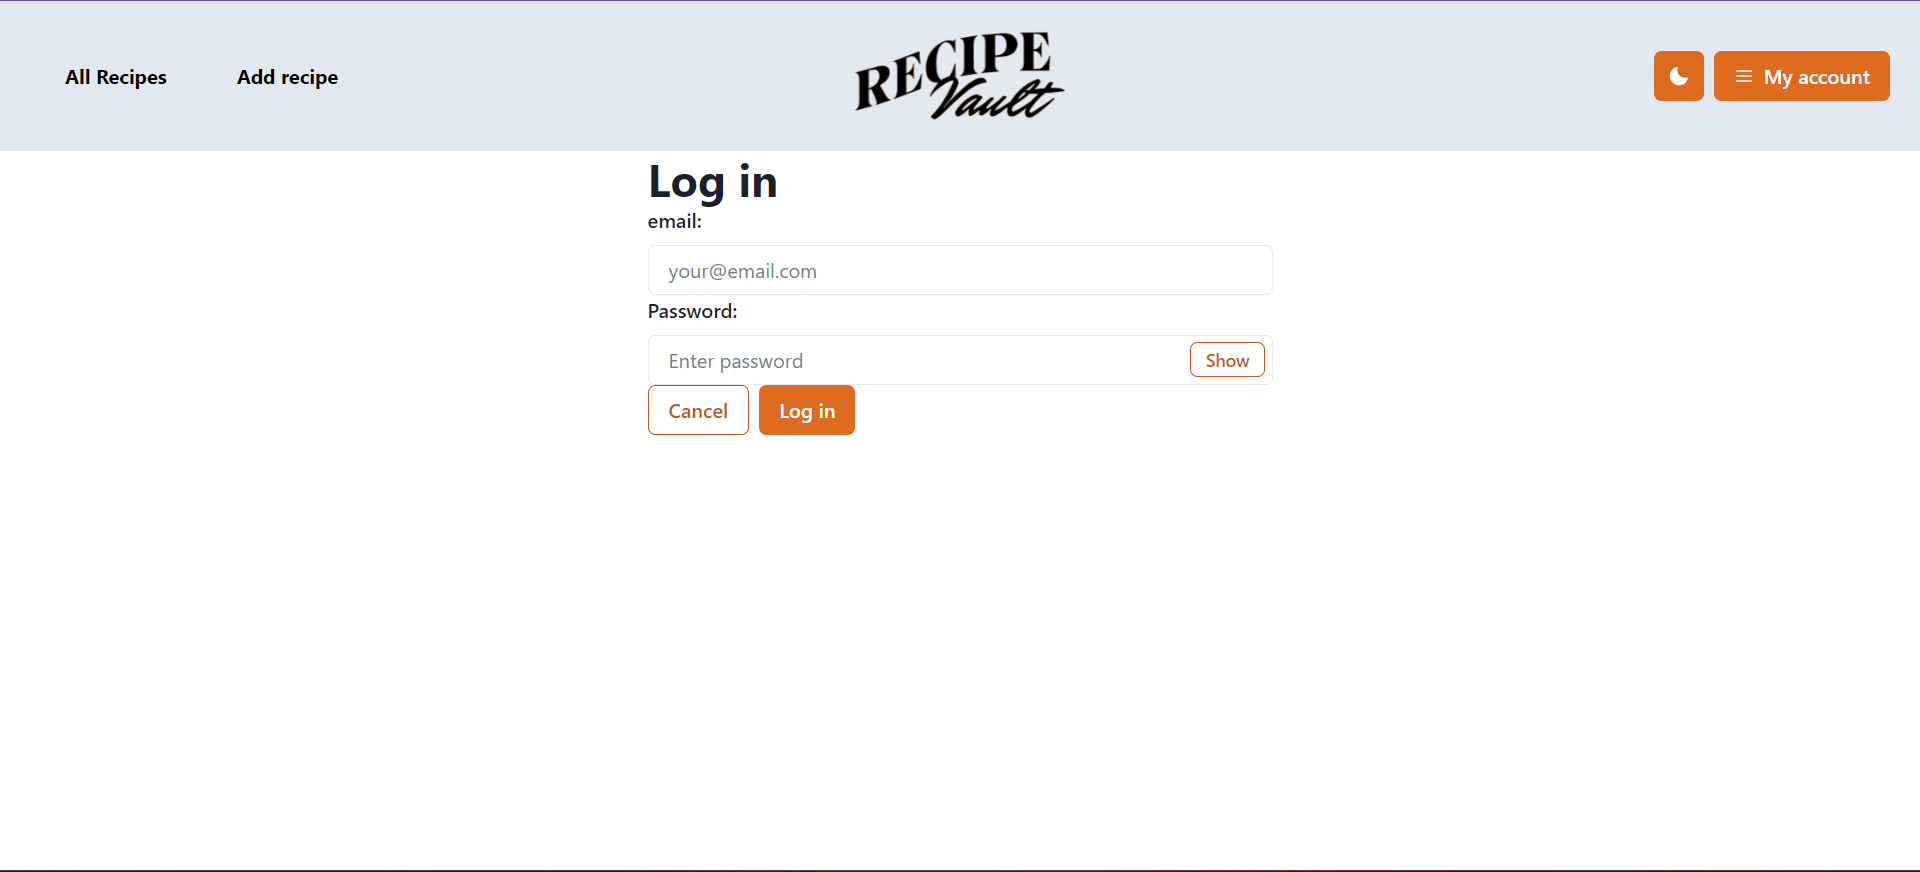 All Recipes
Add recipe
RECIPE
Vault
My account
Log in
email:
your@email.com
Password:
Enter password
Show
Cancel
Log in